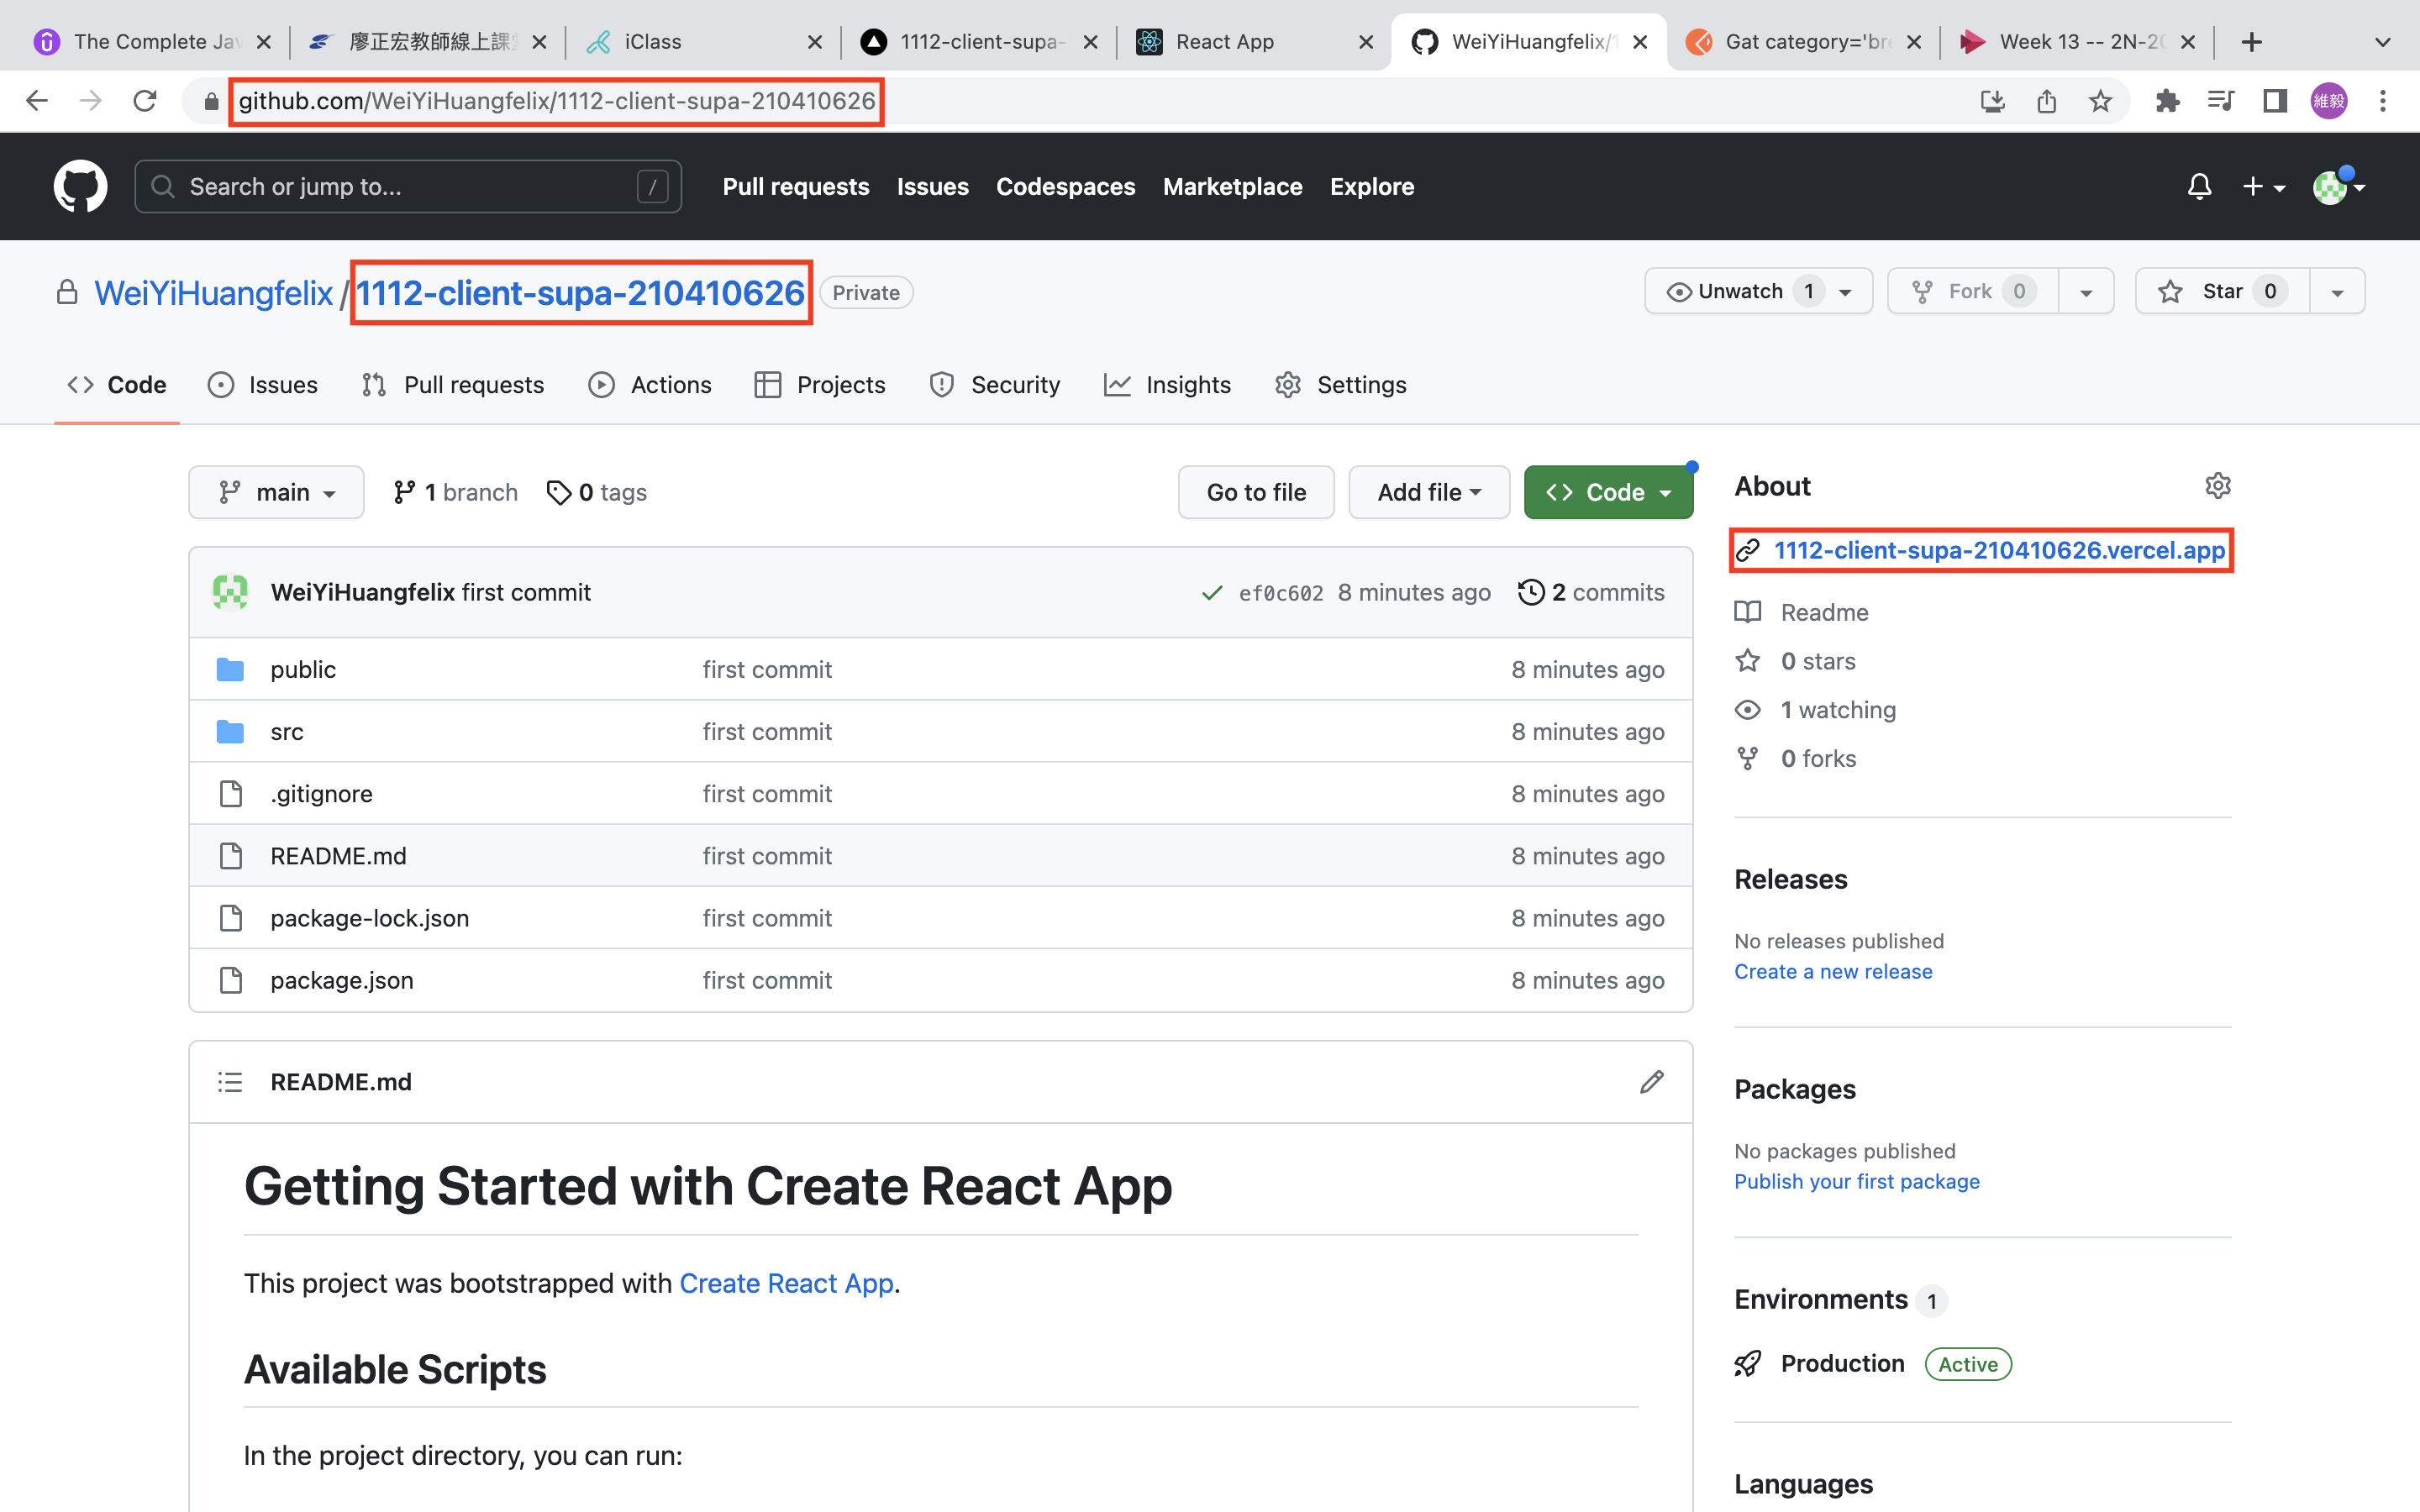 The Complete Jav
廖正宏教師線上課
iClass
1112-client-supa-
React App
WeiYiHuangfelix/1
Gat category='bre
Week 13 -- 2N-20
github.com/WeiYiHuangfelix/1112-client-supa-210410626
維毅
Search or jump to...
/
Pull requests
Issues
Codespaces
Marketplace
Explore
WeiYiHuangfelix / 1112-client-supa-210410626 Private
Unwatch 1
Fork 0
Star 0
Code
Issues
Pull requests
Actions
Projects
Security
Insights
Settings
main
1 branch
0 tags
Go to file
Add file
Code
WeiYiHuangfelix first commit
ef0c602 8 minutes ago
2 commits
public first commit 8 minutes ago
src first commit 8 minutes ago
.gitignore first commit 8 minutes ago
README.md first commit 8 minutes ago
package-lock.json first commit 8 minutes ago
package.json first commit 8 minutes ago
README.md
Getting Started with Create React App
This project was bootstrapped with Create React App.
Available Scripts
In the project directory, you can run:
About
1112-client-supa-210410626.vercel.app
Readme
0 stars
1 watching
0 forks
Releases
No releases published
Create a new release
Packages
No packages published
Publish your first package
Environments 1
Production Active
Languages